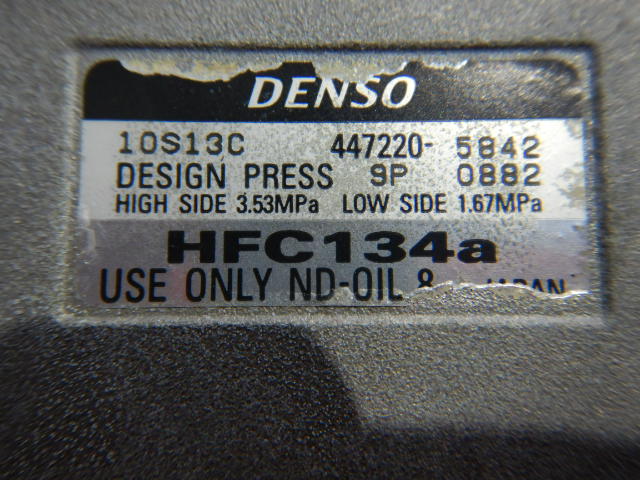 DENSO
10S13C 447220- 5842
DESIGN PRESS 9P 0882
HIGH SIDE 3.53MPa LOW SIDE 1.67MPa
HFC134a
USE ONLY ND-OIL 8 JAPAN